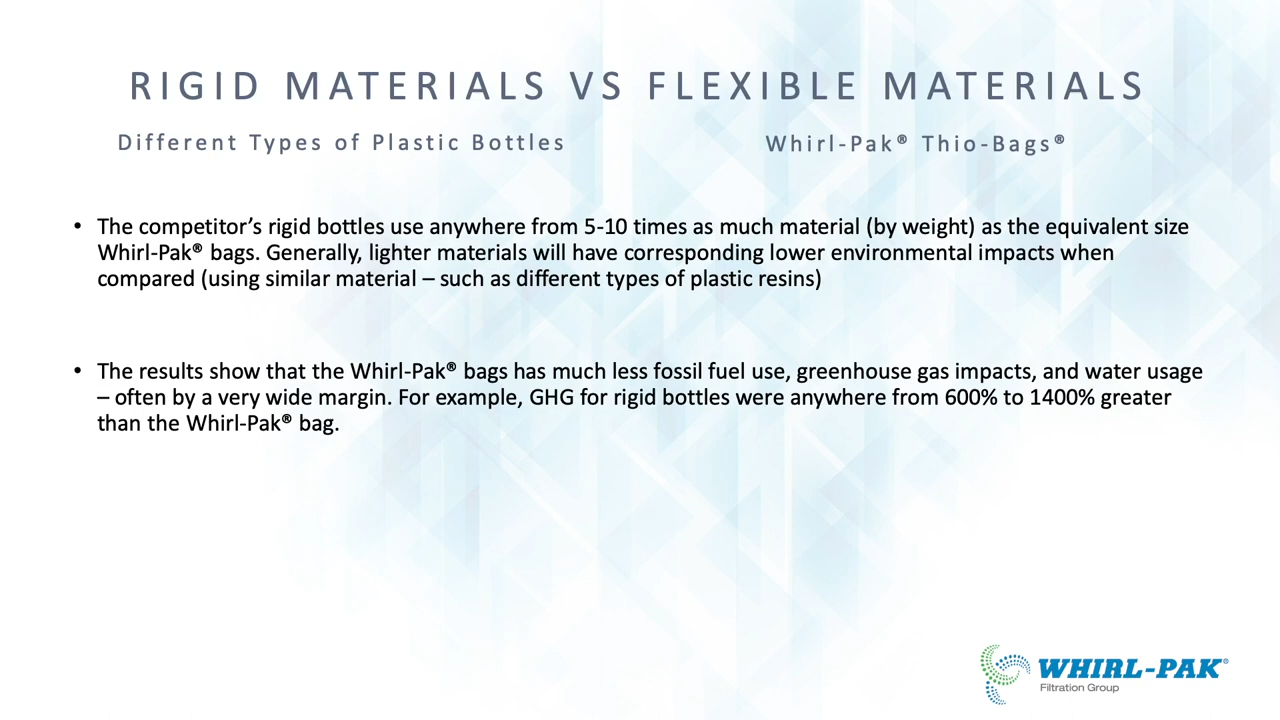 RIGID MATERIALS VS FLEXIBLE MATERIALS
Different Types of Plastic Bottles
Whirl-Pak® Thio-Bags®
• The competitor’s rigid bottles use anywhere from 5-10 times as much material (by weight) as the equivalent size
Whirl-Pak® bags. Generally, lighter materials will have corresponding lower environmental impacts when
compared (using similar material – such as different types of plastic resins)
• The results show that the Whirl-Pak® bags has much less fossil fuel use, greenhouse gas impacts, and water usage
– often by a very wide margin. For example, GHG for rigid bottles were anywhere from 600% to 1400% greater
than the Whirl-Pak® bag.
WHIRL-PAK®
Filtration Group